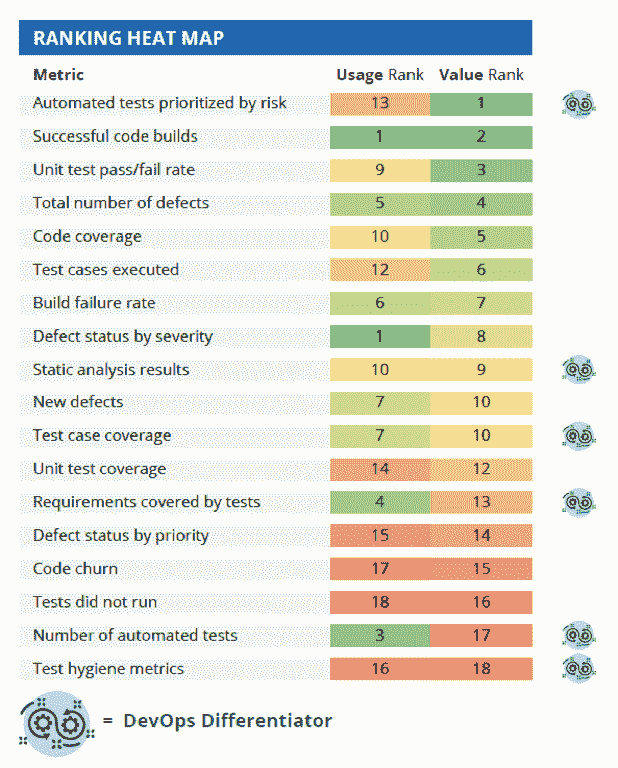 RANKING HEAT MAP
Metric Usage Rank Value Rank
Automated tests prioritized by risk 13 1
Successful code builds 1 2
Unit test pass/fail rate 9 3
Total number of defects 5 4
Code coverage 10 5
Test cases executed 12 6
Build failure rate 6 7
Defect status by severity 1 8
Static analysis results 10 9
New defects 7 10
Test case coverage 7 10
Unit test coverage 14 12
Requirements covered by tests 4 13
Defect status by priority 15 14
Code churn 17 15
Tests did not run 18 16
Number of automated tests 3 17
Test hygiene metrics 16 18
= DevOps Differentiator